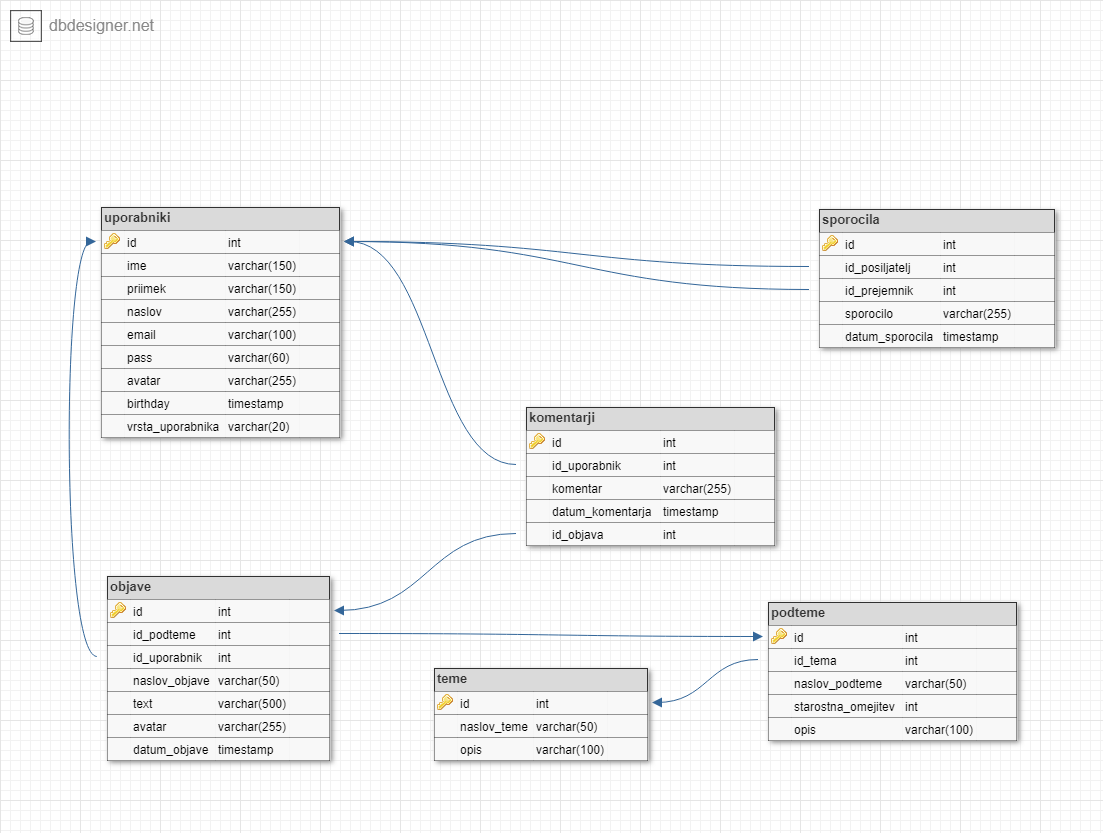 dbdesigner.net
uporabniki
id int
ime varchar(150)
priimek varchar(150)
naslov varchar(255)
email varchar(100)
pass varchar(60)
avatar varchar(255)
birthday timestamp
vrsta_uporabnika varchar(20)
sporocila
id int
id_posiljatelj int
id_prejemnik int
sporocilo varchar(255)
datum_sporocila timestamp
komentarji
id int
id_uporabnik int
komentar varchar(255)
datum_komentarja timestamp
id_objava int
objave
id int
id_podteme int
id_uporabnik int
naslov_objave varchar(50)
text varchar(500)
avatar varchar(255)
datum_objave timestamp
teme
id int
naslov_teme varchar(50)
opis varchar(100)
podteme
id int
id_tema int
naslov_podteme varchar(50)
starostna_omejitev int
opis varchar(100)